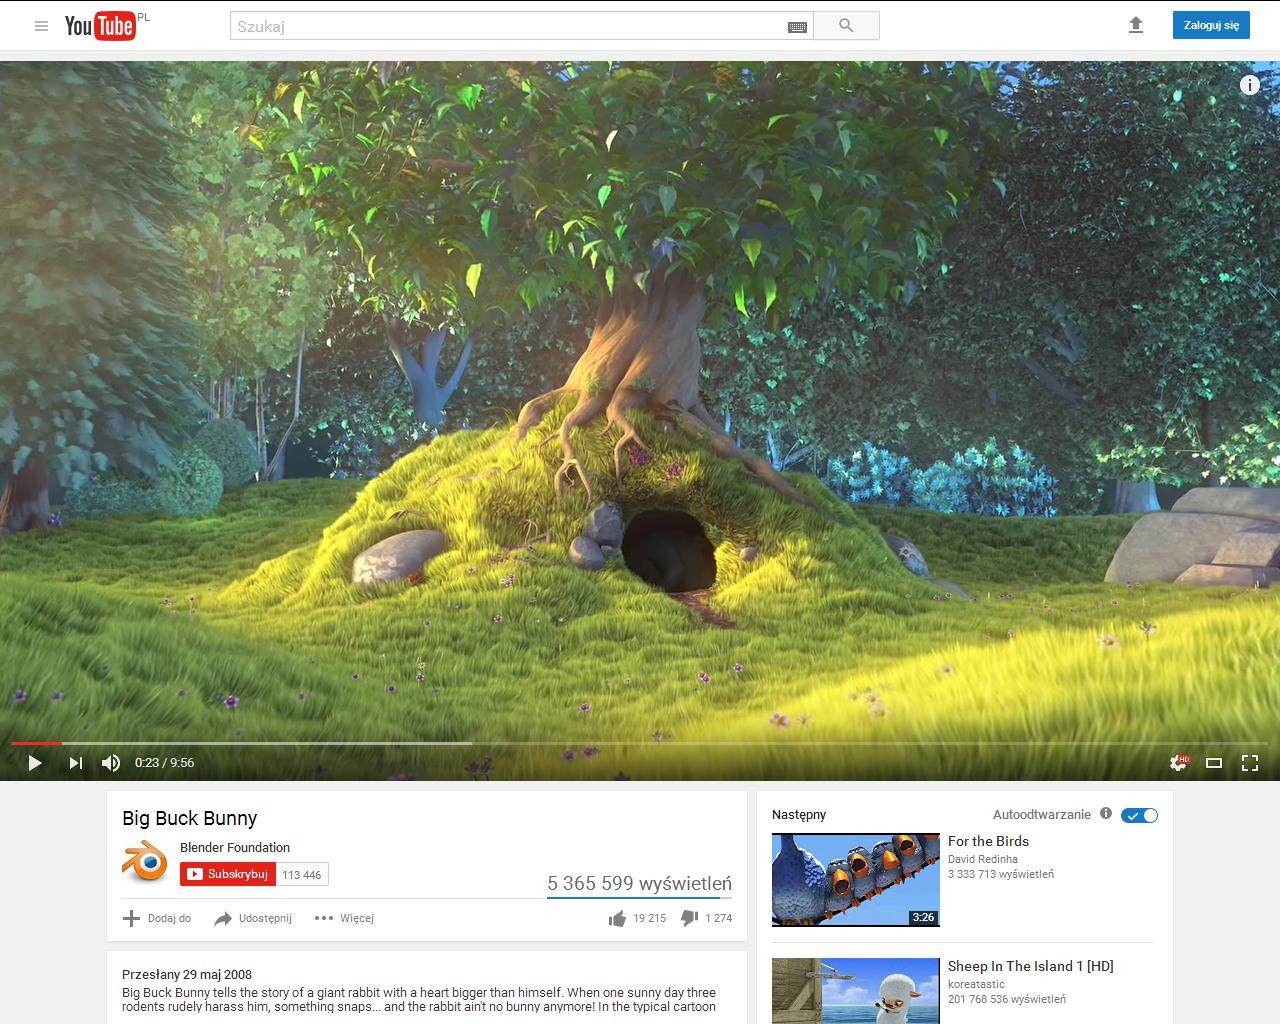 YouTube PL
Szukaj
Zaloguj się
0:23 / 9:56
HD
Big Buck Bunny
Blender Foundation
Subskrybuj 113 446
5 365 599 wyświetleń
Dodaj do Udostępnij Więcej 19 215 1 274
Przesłany 29 maj 2008
Big Buck Bunny tells the story of a giant rabbit with a heart bigger than himself. When one sunny day three
rodents rudely harass him, something snaps... and the rabbit ain't no bunny anymore! In the typical cartoon
Następny Autoodtwarzanie
For the Birds
David Redinha
3 333 713 wyświetleń
3:26
Sheep In The Island 1 [HD]
koreatastic
201 768 536 wyświetleń